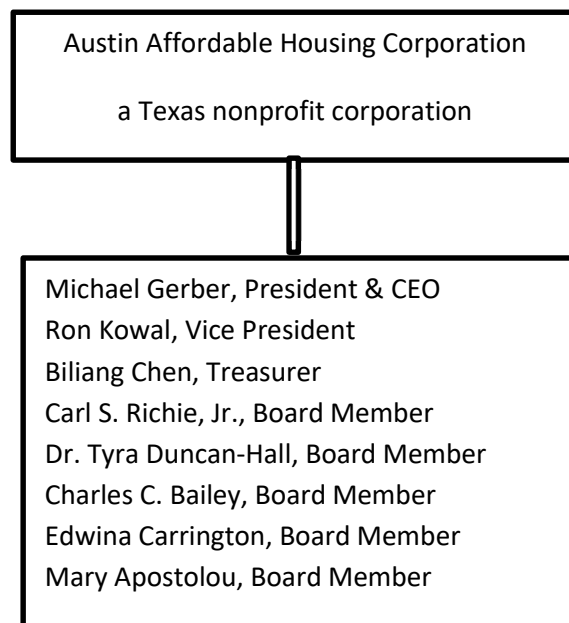 Austin Affordable Housing Corporation
a Texas nonprofit corporation
Michael Gerber, President & CEO
Ron Kowal, Vice President
Biliang Chen, Treasurer
Carl S. Richie, Jr., Board Member
Dr. Tyra Duncan-Hall, Board Member
Charles C. Bailey, Board Member
Edwina Carrington, Board Member
Mary Apostolou, Board Member